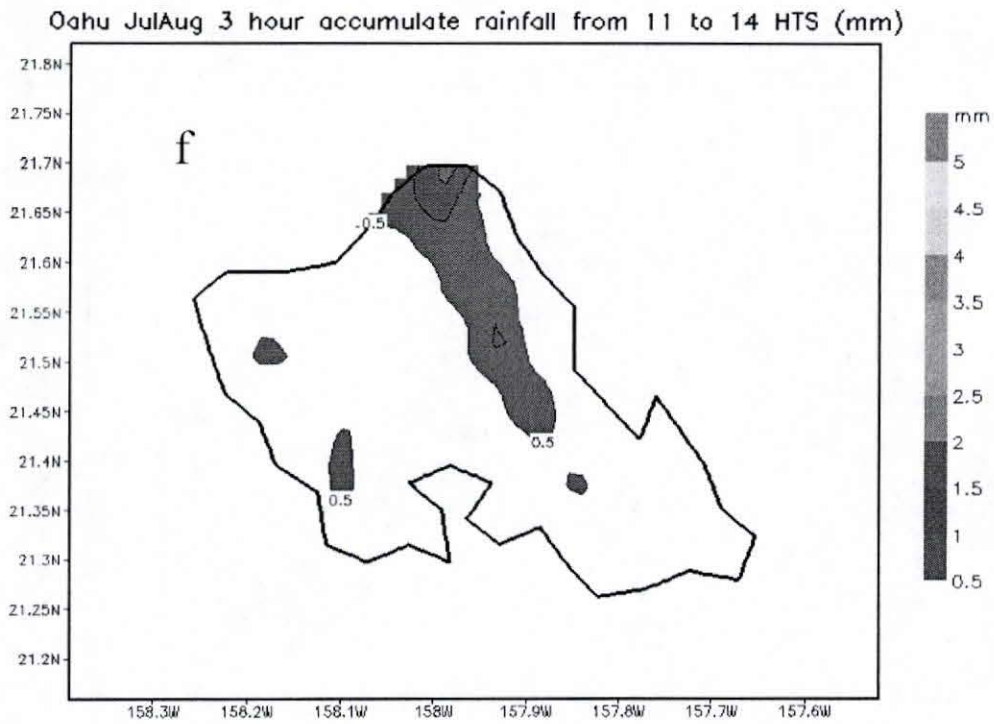 Oahu JulAug 3 hour accumulate rainfall from 11 to 14 HTS (mm)
21.8N
21.75N
21.7N
21.65N
21.6N
21.55N
21.5N
21.45N
21.4N
21.35N
21.3N
21.25N
21.2N
f
-0.5
0.5
0.5
mm
5
4.5
4
3.5
3
2.5
2
1.5
1
0.5
158.3W 158.2W 158.1W 158W 157.9W 157.8W 157.7W 157.6W